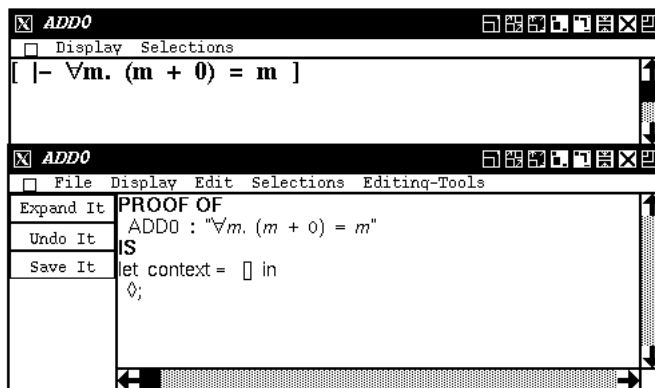 ADD0
Display Selections
[ |- ∀m. (m + 0) = m ]
ADD0
File Display Edit Selections Editing-Tools
Expand It
Undo It
Save It
PROOF OF
ADD0 : "∀m. (m + 0) = m"
IS
let context = [] in
◊;